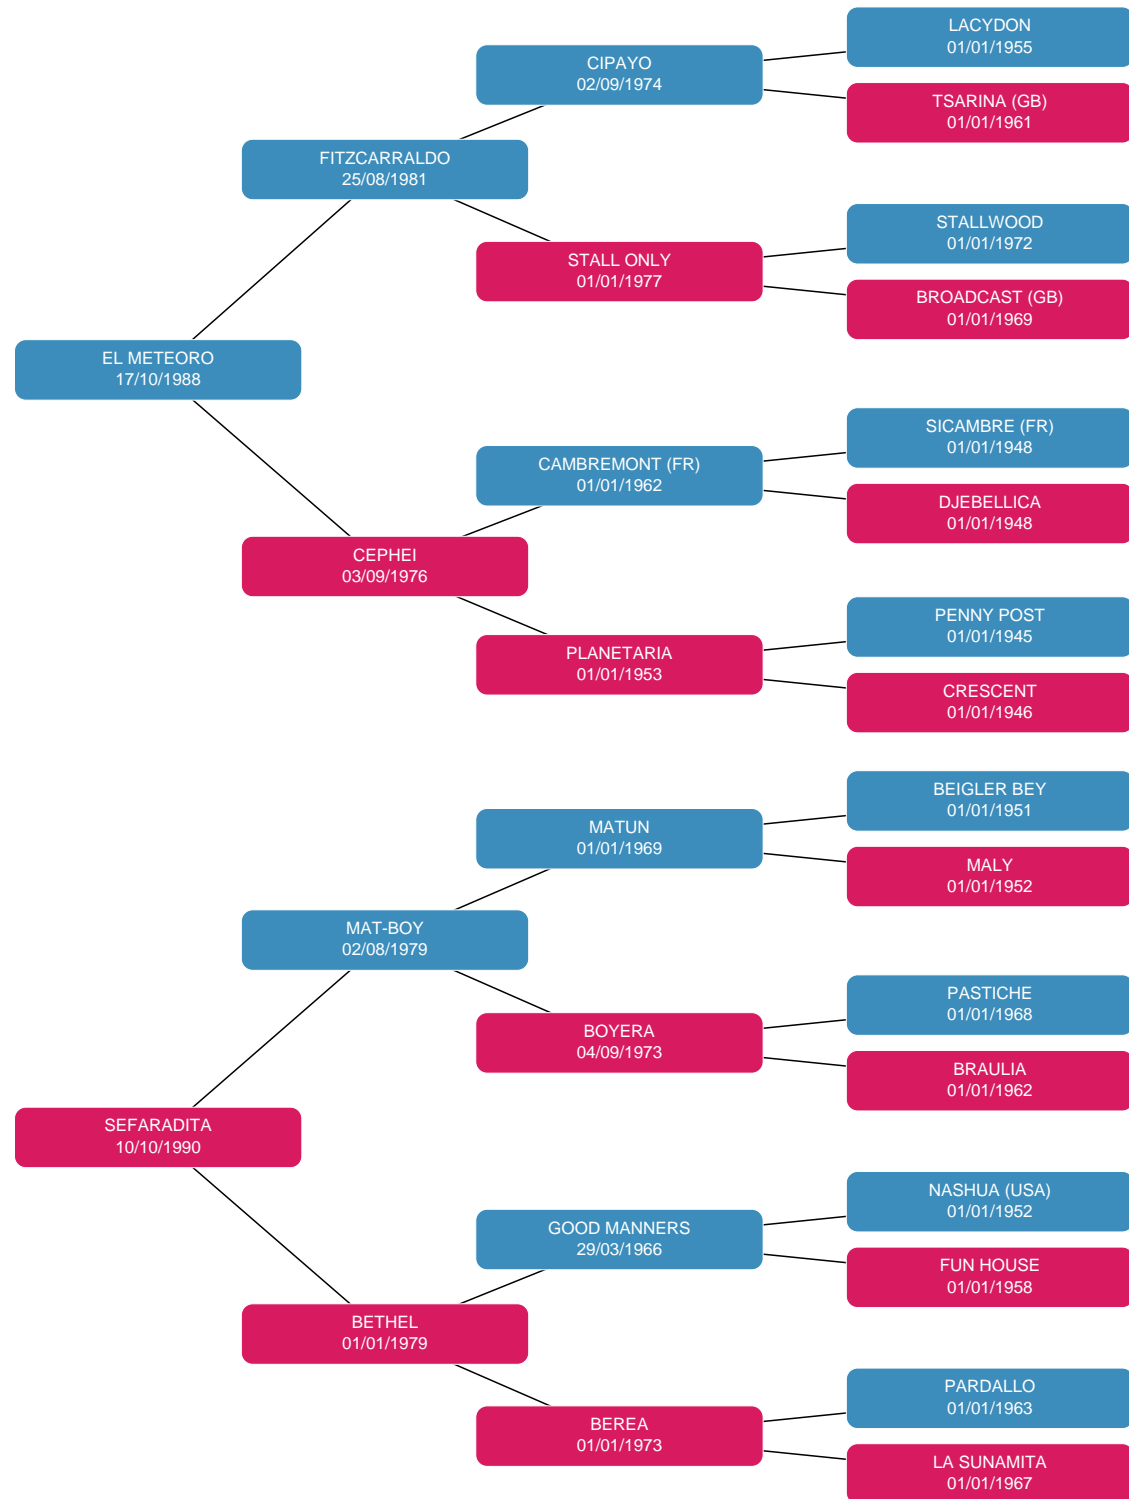 LACYDON
01/01/1955
CIPAYO
02/09/1974
TSARINA (GB)
01/01/1961
FITZCARRALDO
25/08/1981
STALLWOOD
01/01/1972
STALL ONLY
01/01/1977
BROADCAST (GB)
01/01/1969
EL METEORO
17/10/1988
SICAMBRE (FR)
01/01/1948
CAMBREMONT (FR)
01/01/1962
DJEBELLICA
01/01/1948
CEPHEI
03/09/1976
PENNY POST
01/01/1945
PLANETARIA
01/01/1953
CRESCENT
01/01/1946
BEIGLER BEY
01/01/1951
MATUN
01/01/1969
MALY
01/01/1952
MAT-BOY
02/08/1979
PASTICHE
01/01/1968
BOYERA
04/09/1973
BRAULIA
01/01/1962
SEFARADITA
10/10/1990
NASHUA (USA)
01/01/1952
GOOD MANNERS
29/03/1966
FUN HOUSE
01/01/1958
BETHEL
01/01/1979
PARDALLO
01/01/1963
BEREA
01/01/1973
LA SUNAMITA
01/01/1967